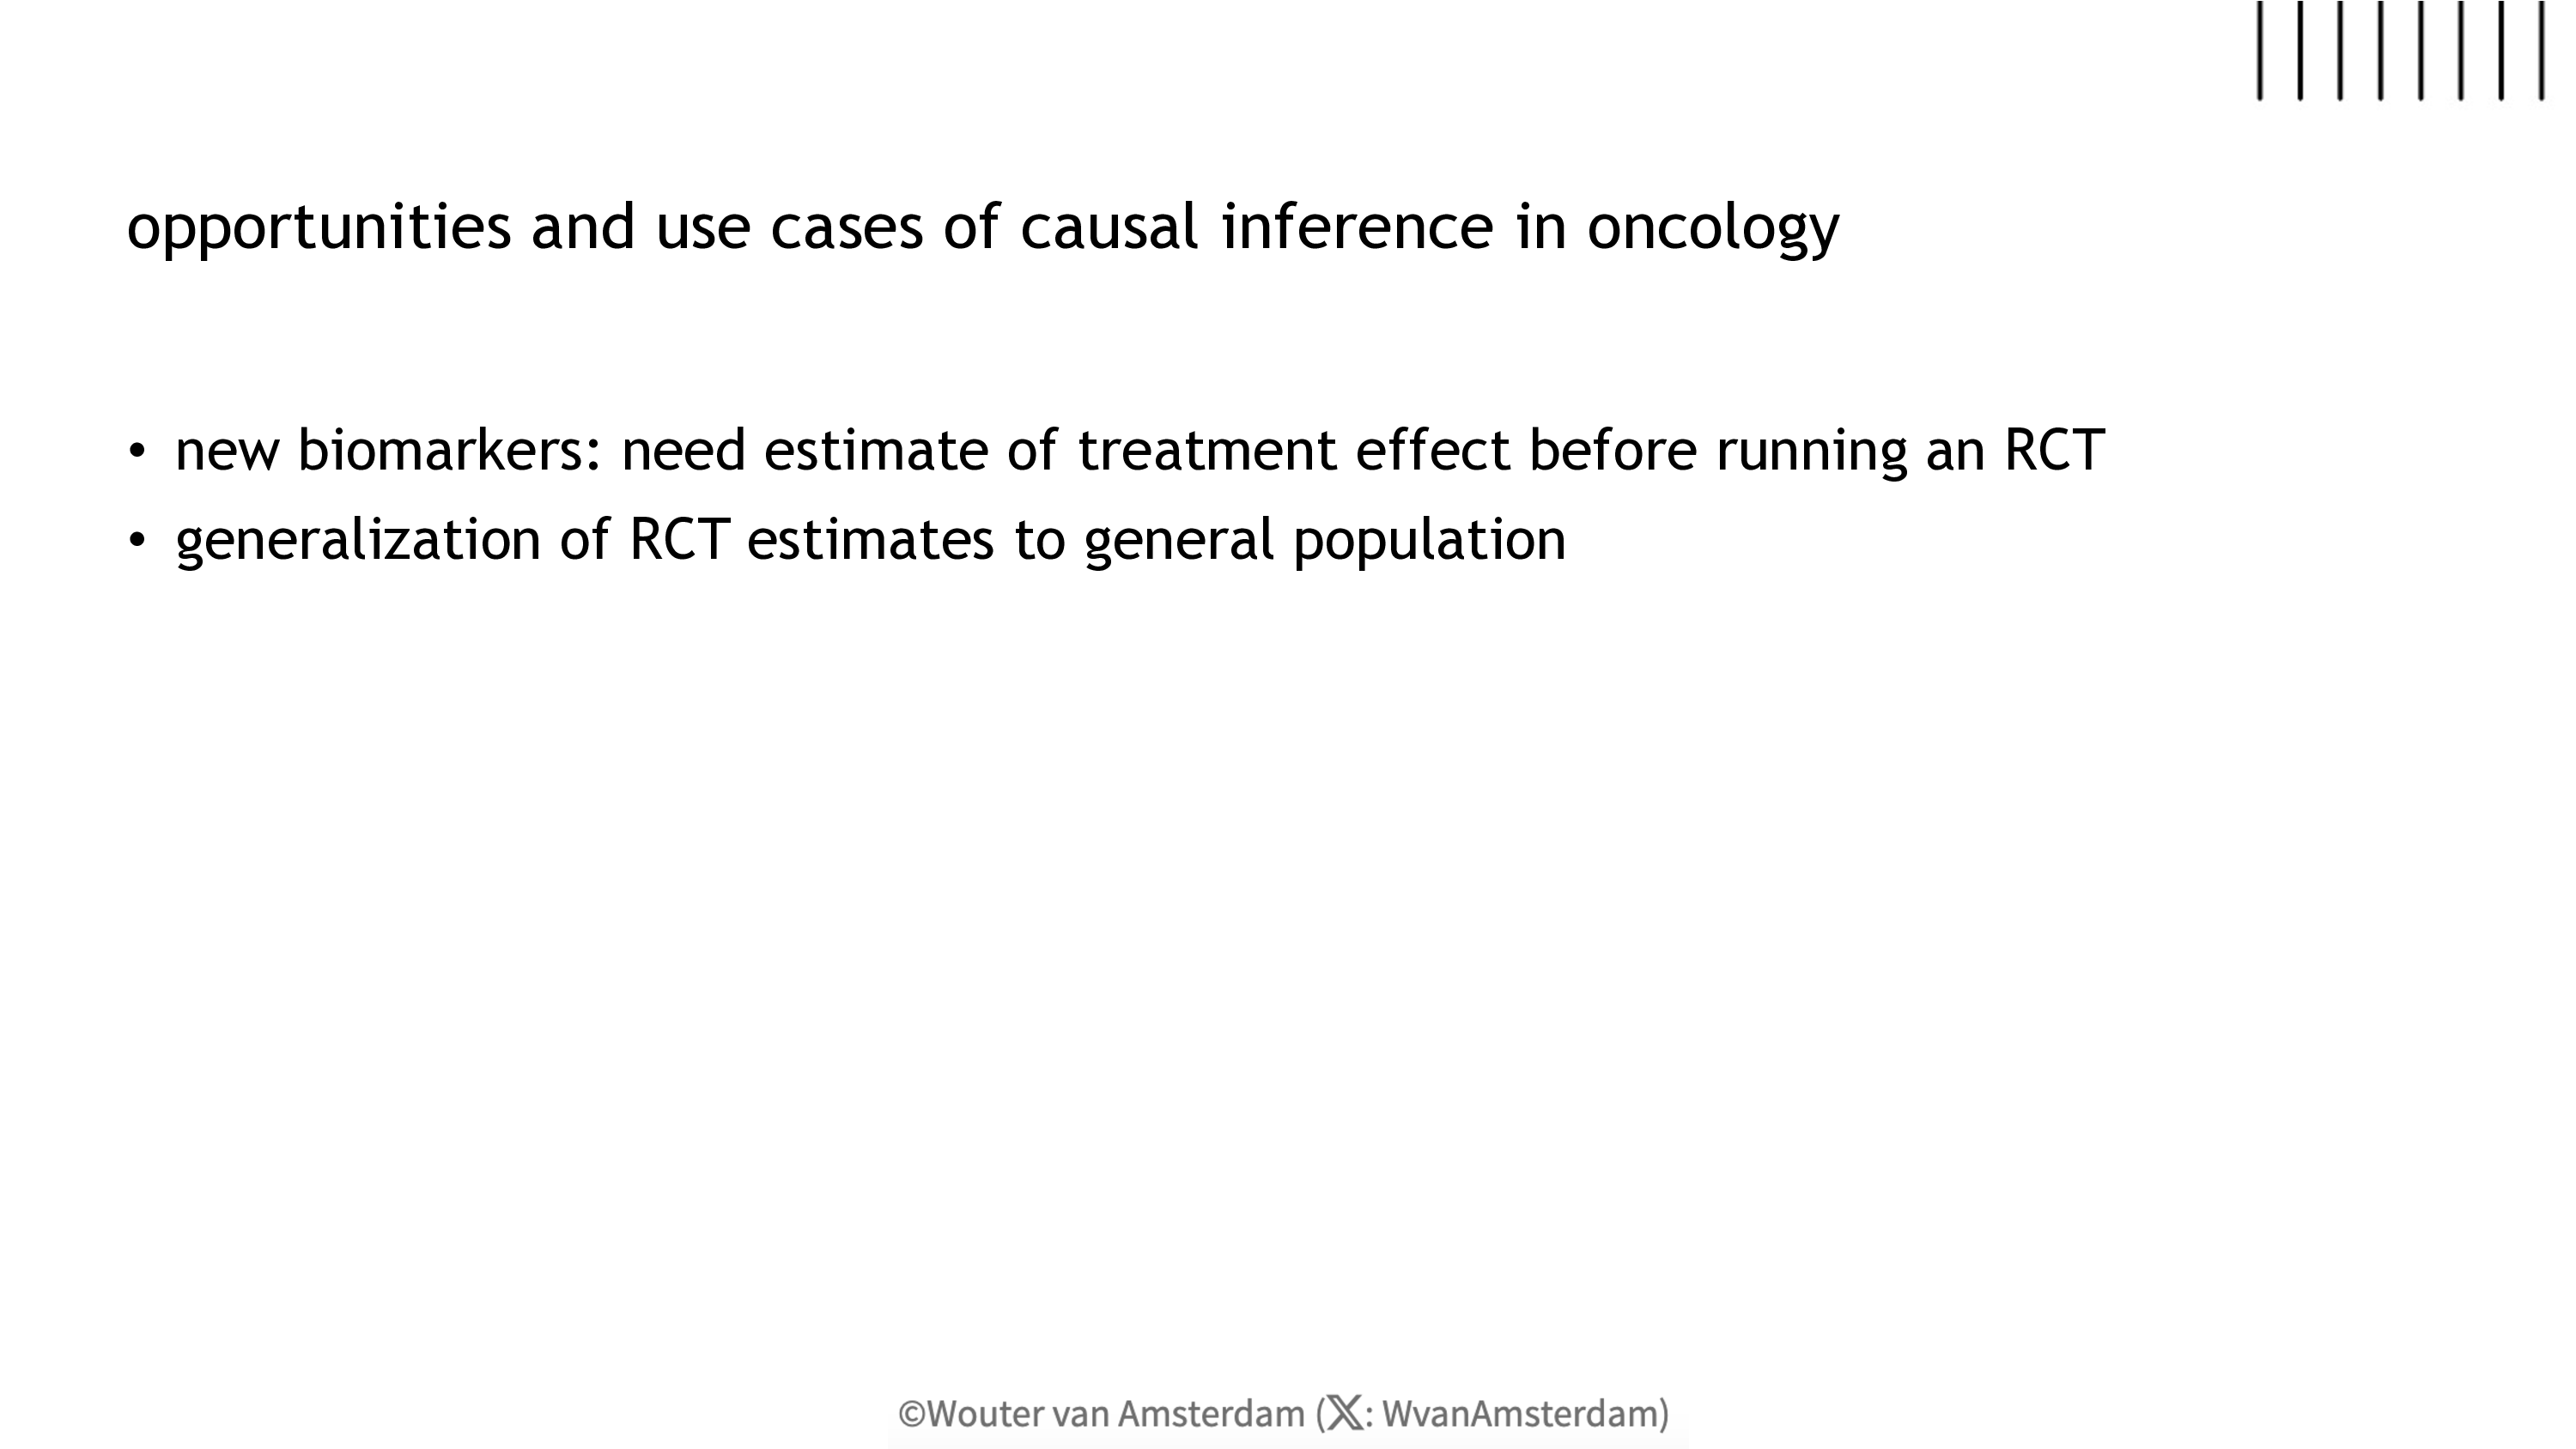 opportunities and use cases of causal inference in oncology
• new biomarkers: need estimate of treatment effect before running an RCT
• generalization of RCT estimates to general population
©Wouter van Amsterdam (𝕏: WvanAmsterdam)